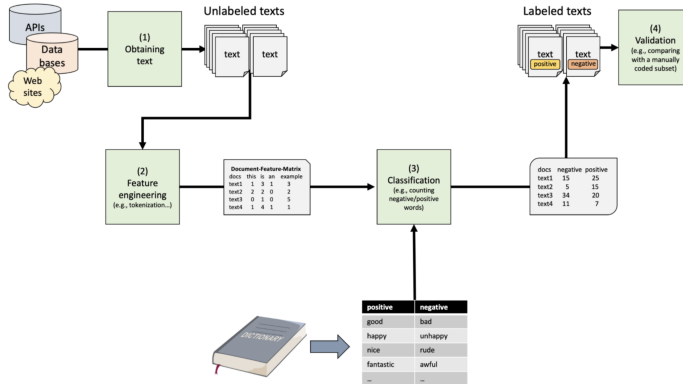 APIs
Data
bases
Web
sites
(1)
Obtaining
text
Unlabeled texts
text
text
Labeled texts
text
positive
text
negative
(4)
Validation
(e.g., comparing
with a manually
coded subset)
(2)
Feature
engineering
(e.g., tokenization...)
Document-Feature-Matrix
docs this is an example
text1 1 3 1 3
text2 2 2 0 2
text3 0 1 0 5
text4 1 4 1 1
(3)
Classification
(e.g., counting
negative/positive
words)
docs negative positive
text1 15 25
text2 5 15
text3 34 20
text4 11 7
DICTIONARY
positive negative
good bad
happy unhappy
nice rude
fantastic awful
... ...